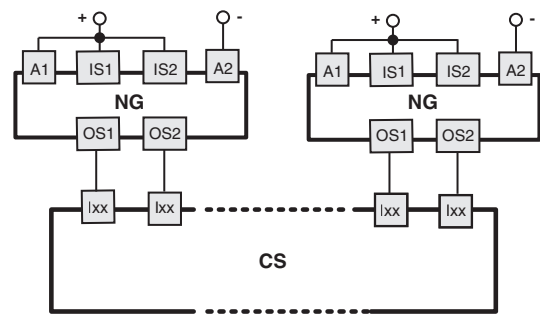 + - + -
A1 IS1 IS2 A2 A1 IS1 IS2 A2
NG NG
OS1 OS2 OS1 OS2
Ixx Ixx Ixx Ixx
CS